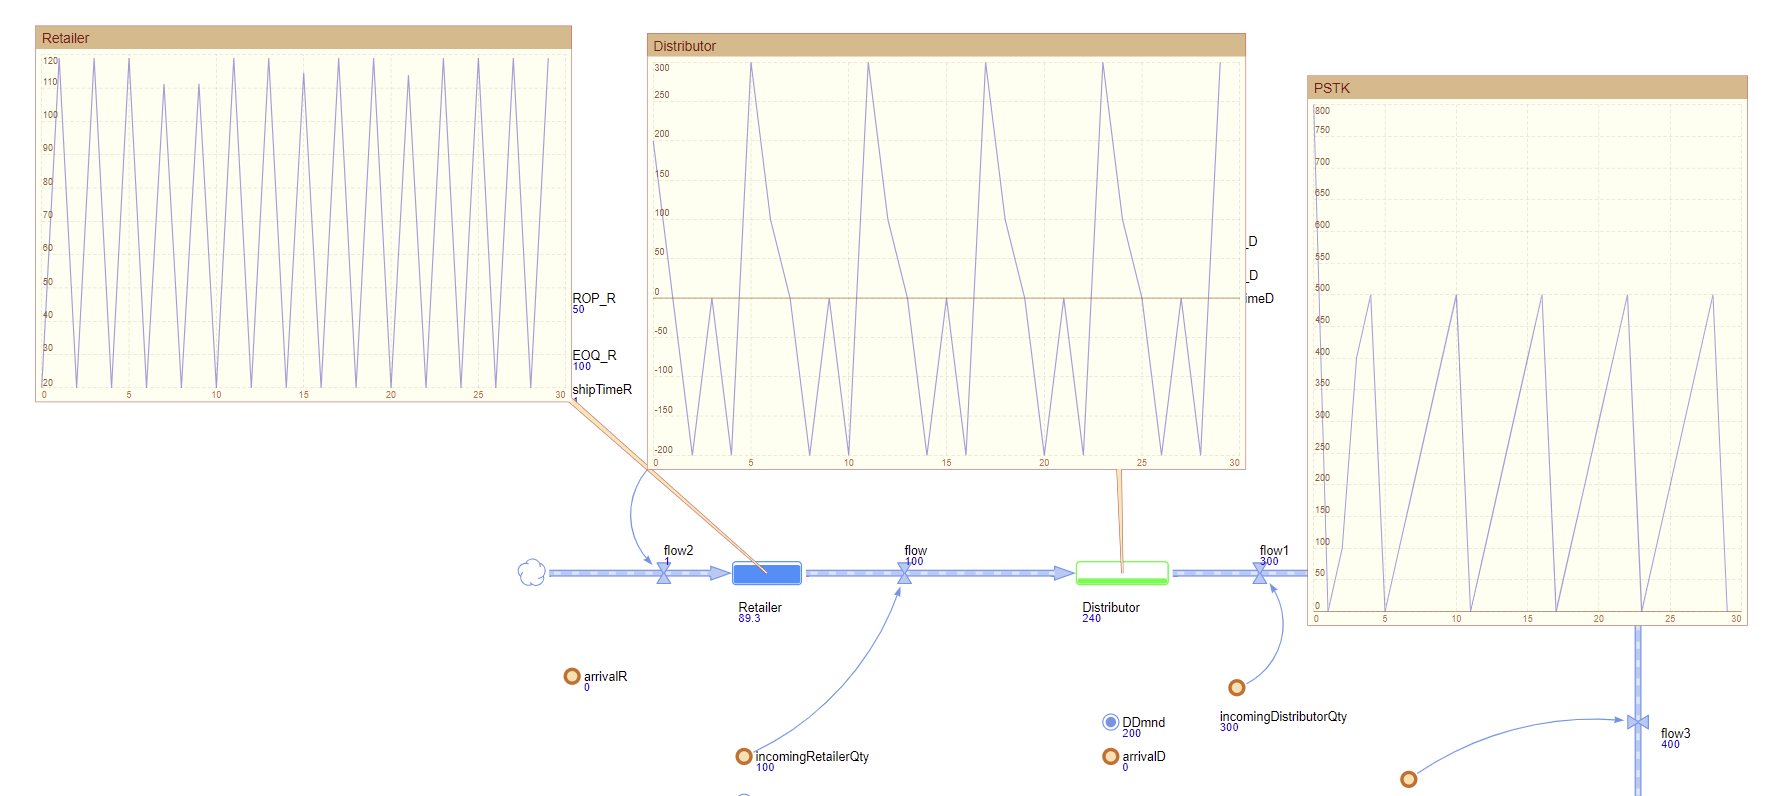 Retailer
120
110
100
90
80
70
60
50
40
30
20
0 5 10 15 20 25 30
Distributor
300
250
200
150
100
50
0
-50
-100
-150
-200
0 5 10 15 20 25 30
PSTK
800
750
700
650
600
550
500
450
400
350
300
250
200
150
100
50
0
0 5 10 15 20 25 30
ROP_R
50
EOQ_R
100
shipTimeR
1
_D
_D
imeD
flow2
1
flow
100
flow1
300
Retailer
89.3
Distributor
240
arrivalR
0
incomingRetailerQty
100
DDmnd
200
arrivalD
0
incomingDistributorQty
300
flow3
400